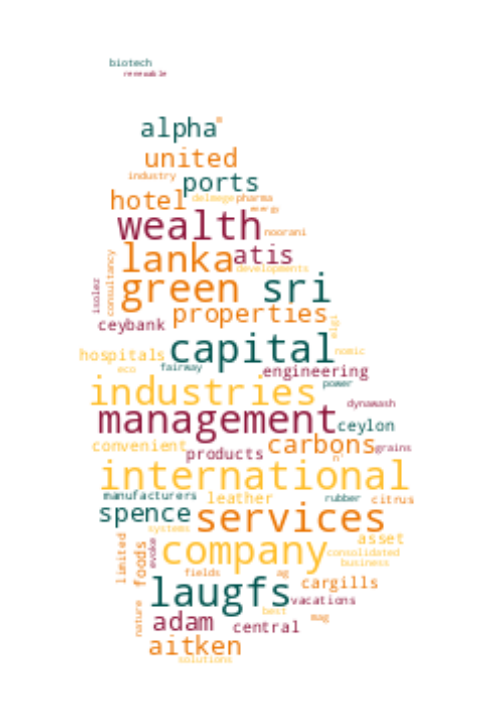 biotech
renewable
alpha
united
industry
ports
hotel
delmege pharma
energy
wealth
noorani
lanka atis
developments
consultancy
isolez
green sri
properties
ceybank
elgi
capital
hospitals
nomic
eco fairway
engineering
industries
power
dynawash
management
ceylon
convenient
carbons grains
products
n'
international
manufacturers leather
rubber citrus
spence services
systems
asset
company
consolidated
business
limited
foods
evoke
fields ag
cargills
laugfs
vacations
nature
best mag
adam central
aitken
solutions